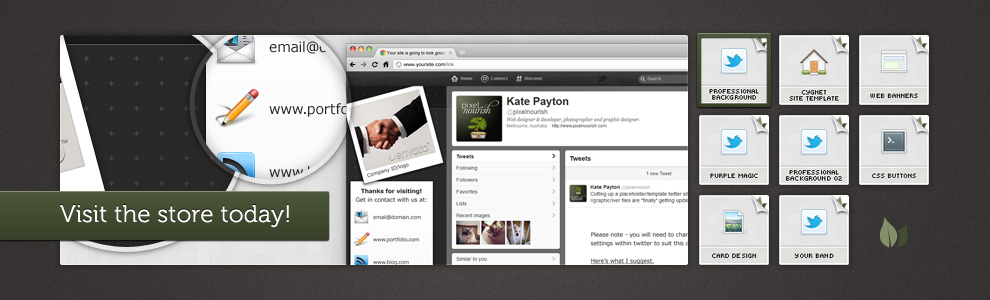 email@c
www.portfo
www.l
Visit the store today!
Your site is going to look grea
www.yoursite.com/link
Home
Connect
Discover
Search
envato
Company ID/logo
Thanks for visiting!
Get in contact with us at:
email@domain.com
www.portfolio.com
www.blog.com
pixel
nourish
Kate Payton
@pixelnourish
Web designer & developer, photographer and graphic student.
Melbourne, Australia http://www.pixelnourish.com
Tweets
Following
Followers
Favorites
Lists
Recent images
Similar to you
Tweets
1 new Tweet
Kate Payton @pixelnourish
Cutting up a placeholder/template twitter si
#graphicriver files are *finally* getting updat
Please note - you will need to chan
settings within twitter to suit this c
Here's what I suggest.
PROFESSIONAL
BACKGROUND
CYGNET
SITE TEMPLATE
WEB BANNERS
PURPLE MAGIC
PROFESSIONAL
BACKGROUND 02
CSS BUTTONS
CARD DESIGN
YOUR BAND